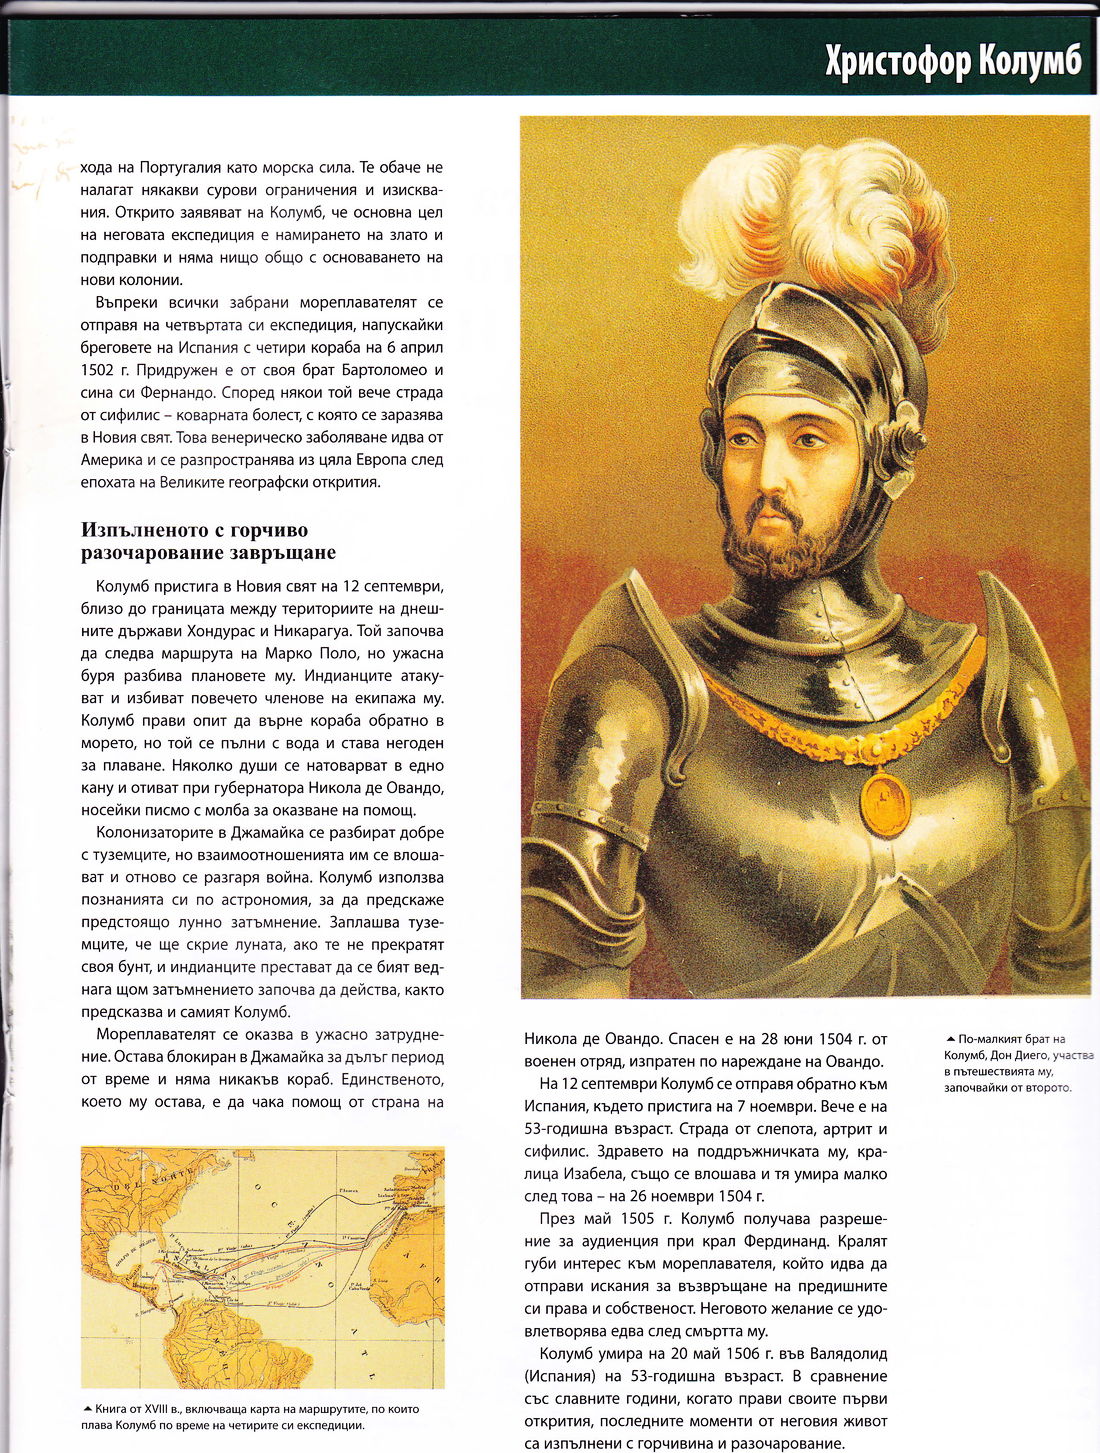 Христофор Колумб
хода на Португалия като морска сила. Те обаче не
налагат някакви сурови ограничения и изисква-
ния. Открито заявяват на Колумб, че основна цел
на неговата експедиция е намирането на злато и
подправки и няма нищо общо с основаването на
нови колонии.
Въпреки всички забрани мореплавателят се
отправя на четвъртата си експедиция, напускайки
бреговете на Испания с четири кораба на 6 април
1502 г. Придружен е от своя брат Бартоломео и
сина си Фернандо. Според някои той вече страда
от сифилис – коварната болест, с която се заразява
в Новия свят. Това венерическо заболяване идва от
Америка и се разпространява из цяла Европа след
епохата на Великите географски открития.
Изпълненото с горчиво
разочарование завръщане
Колумб пристига в Новия свят на 12 септември,
близо до границата между териториите на днеш-
ните държави Хондурас и Никарагуа. Той започва
да следва маршрута на Марко Поло, но ужасна
буря разбива плановете му. Индианците атаку-
ват и избиват повечето членове на екипажа му.
Колумб прави опит да върне кораба обратно в
морето, но той се пълни с вода и става негоден
за плаване. Няколко души се натоварват в едно
кану и отиват при губернатора Никола де Овандо,
носейки писмо с молба за оказване на помощ.
Колонизаторите в Джамайка се разбират добре
с туземците, но взаимоотношенията им се влоша-
ват и отново се разгаря война. Колумб използва
познанията си по астрономия, за да предскаже
предстоящо лунно затъмнение. Заплашва тузе-
мците, че ще скрие луната, ако те не прекратят
своя бунт, и индианците престават да се бият вед-
нага щом затъмнението започва да действа, както
предсказва и самият Колумб.
Мореплавателят се оказва в ужасно затрудне-
ние. Остава блокиран в Джамайка за дълъг период
от време и няма никакъв кораб. Единственото,
което му остава, е да чака помощ от страна на
Книга от XVIII в., включваща карта на маршрутите, по които
плава Колумб по време на четирите си експедиции.
Никола де Овандо. Спасен е на 28 юни 1504 г. от
военен отряд, изпратен по нареждане на Овандо.
На 12 септември Колумб се отправя обратно към
Испания, където пристига на 7 ноември. Вече е на
53-годишна възраст. Страда от слепота, артрит и
сифилис. Здравето на поддръжничката му, кра-
лица Изабела, също се влошава и тя умира малко
след това – на 26 ноември 1504 г.
През май 1505 г. Колумб получава разреше-
ние за аудиенция при крал Фердинанд. Кралят
губи интерес към мореплавателя, който идва да
отправи искания за възвръщане на предишните
си права и собственост. Неговото желание се удо-
влетворява едва след смъртта му.
Колумб умира на 20 май 1506 г. във Валядолид
(Испания) на 53-годишна възраст. В сравнение
със славните години, когато прави своите първи
открития, последните моменти от неговия живот
са изпълнени с горчивина и разочарование.
По-малкият брат на
Колумб, Дон Диего, участва
в пътешествията му,
започвайки от второто.